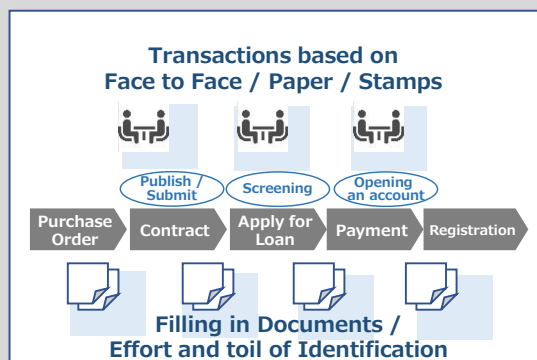 Transactions based on
Face to Face / Paper / Stamps
Publish /
Submit
Screening
Opening
an account
Purchase
Order
Contract
Apply for
Loan
Payment
Registration
Filling in Documents /
Effort and toil of Identification